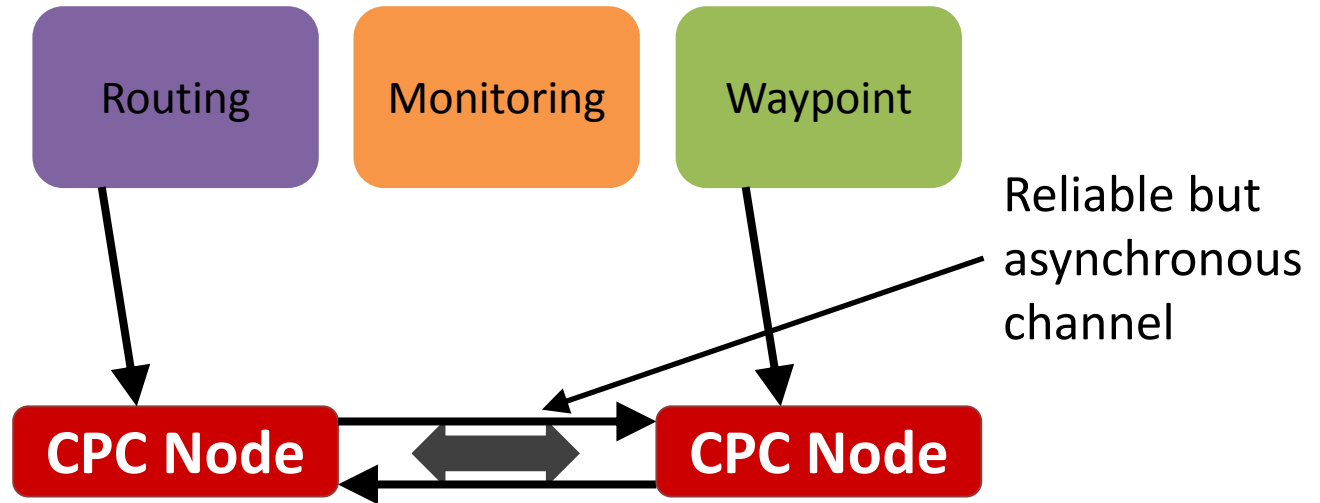 Routing
Monitoring
Waypoint
Reliable but
asynchronous
channel
CPC Node
CPC Node